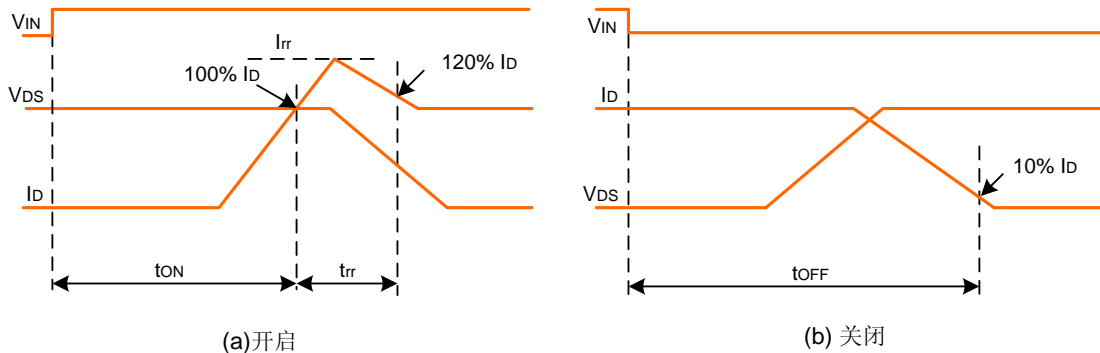 VIN
Irr
100% ID
120% ID
VDS
ID
tON
trr
(a)开启
VIN
ID
VDS
10% ID
tOFF
(b) 关闭